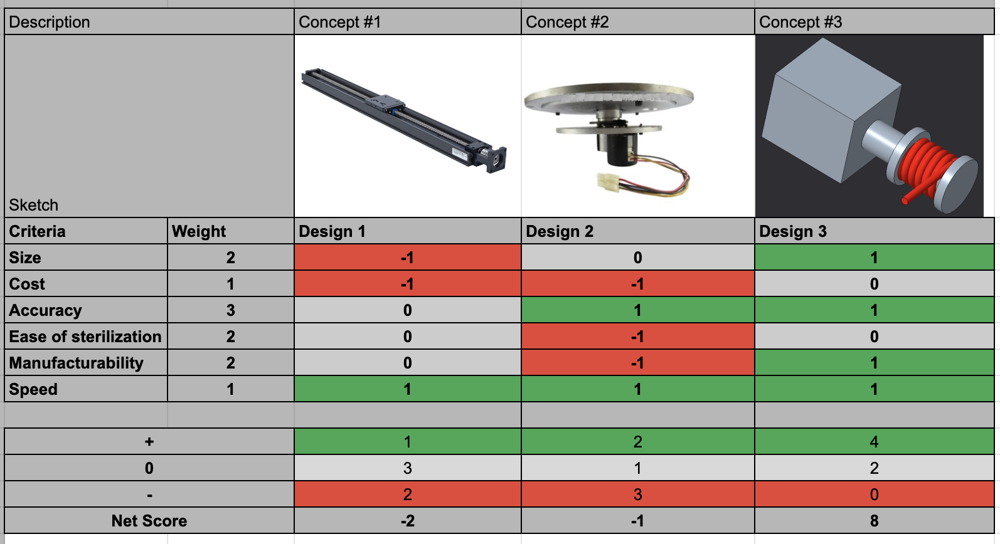 Description Concept #1 Concept #2 Concept #3
Sketch
Criteria Weight Design 1 Design 2 Design 3
Size 2 -1 0 1
Cost 1 -1 -1 0
Accuracy 3 0 1 1
Ease of sterilization 2 0 -1 0
Manufacturability 2 0 -1 1
Speed 1 1 1 1
+ 1 2 4
0 3 1 2
- 2 3 0
Net Score -2 -1 8